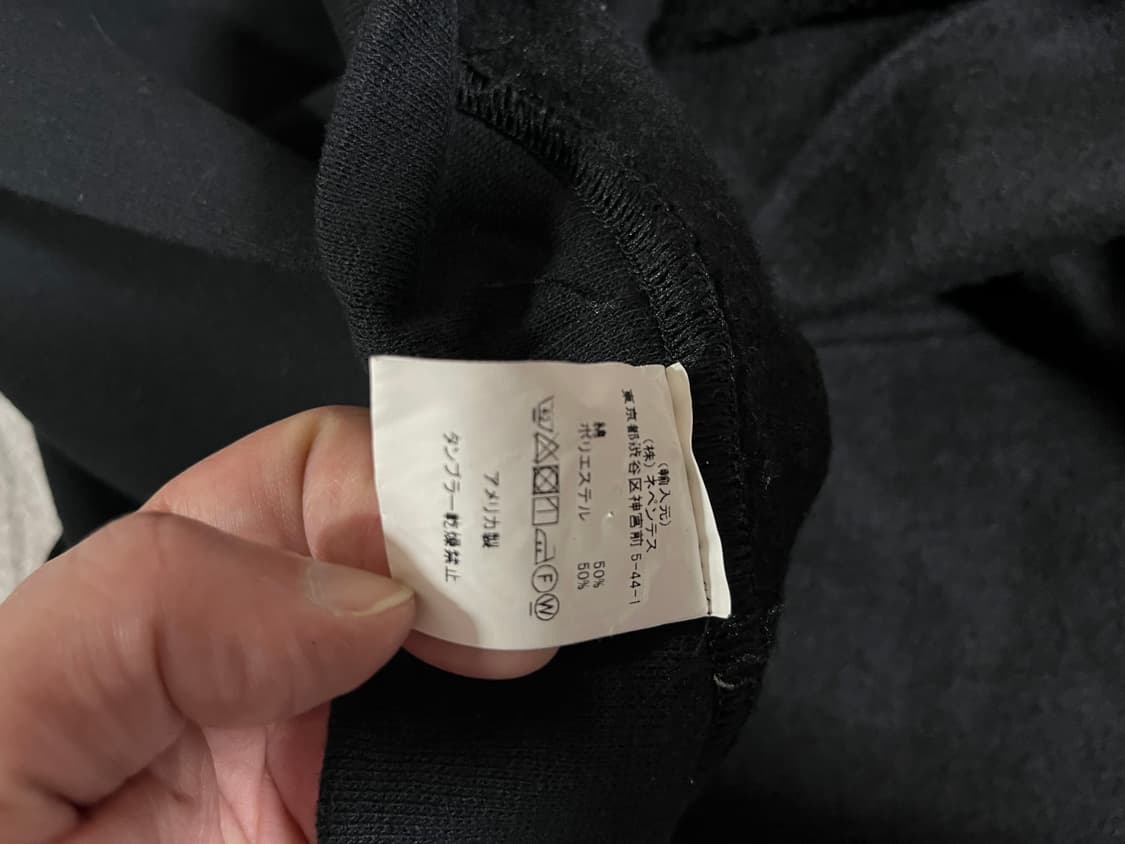 (輸入元)
(株)ネペンテス
東京都渋谷区神宮前 5-44-1
綿 50%
ポリエステル 50%
F W
アメリカ製
タンブラー乾燥禁止